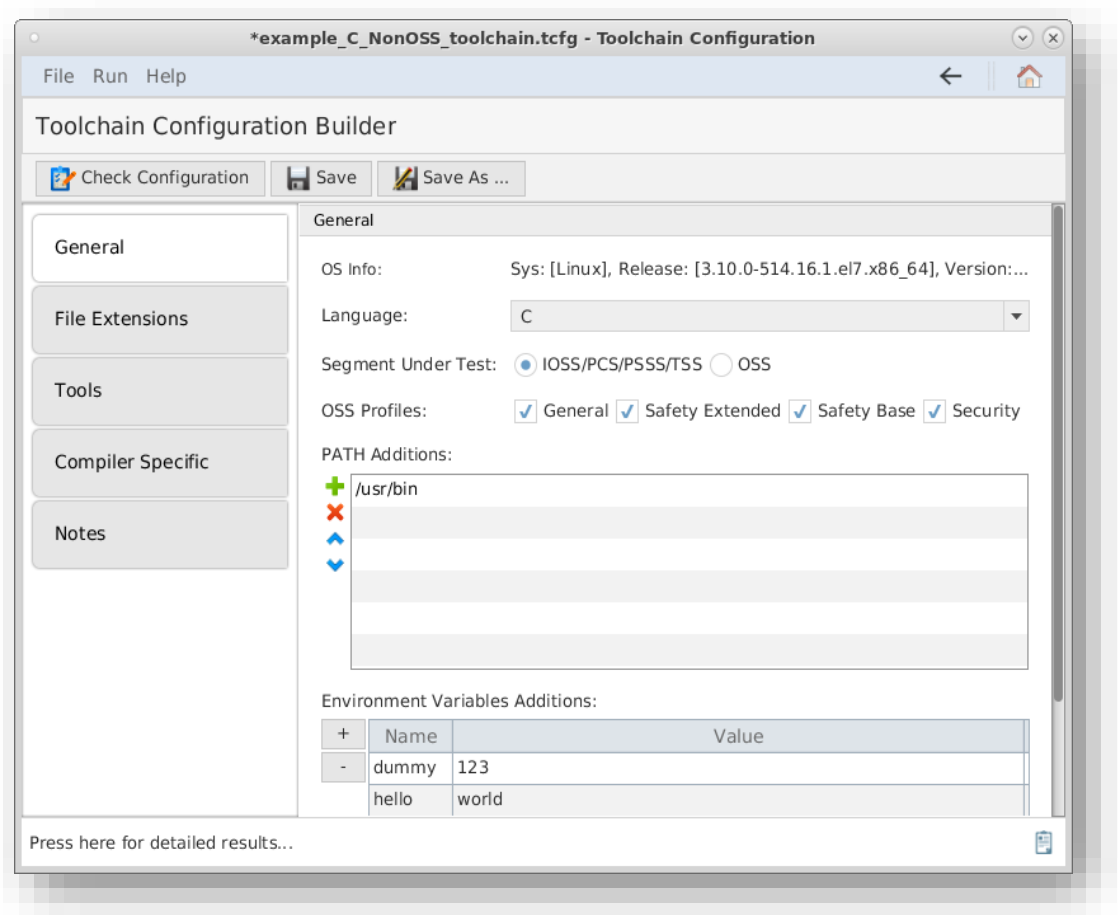 *example_C_NonOSS_toolchain.tcfg - Toolchain Configuration
File Run Help
Toolchain Configuration Builder
Check Configuration Save Save As ...
General
File Extensions
Tools
Compiler Specific
Notes
General
OS Info: Sys: [Linux], Release: [3.10.0-514.16.1.el7.x86_64], Version:...
Language: C
Segment Under Test: IOSS/PCS/PSSS/TSS OSS
OSS Profiles: General Safety Extended Safety Base Security
PATH Additions:
/usr/bin
Environment Variables Additions:
+ Name Value
- dummy 123
hello world
Press here for detailed results...